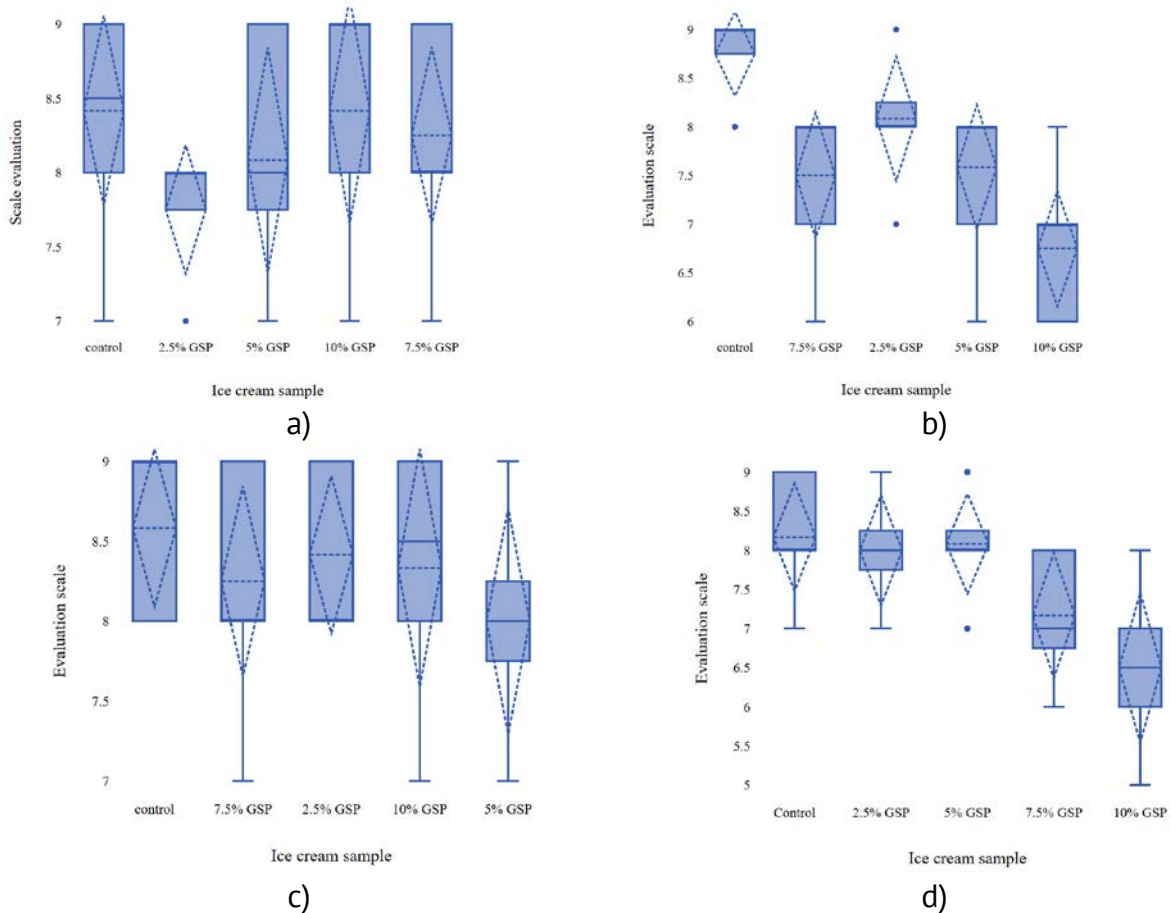 Scale evaluation
9
8.5
8
7.5
7
control 2.5% GSP 5% GSP 10% GSP 7.5% GSP
Ice cream sample
a)
Evaluation scale
9
8.5
8
7.5
7
6.5
6
control 7.5% GSP 2.5% GSP 5% GSP 10% GSP
Ice cream sample
b)
Evaluation scale
9
8.5
8
7.5
7
control 7.5% GSP 2.5% GSP 10% GSP 5% GSP
Ice cream sample
c)
Evaluation scale
9
8.5
8
7.5
7
6.5
6
5.5
5
Control 2.5% GSP 5% GSP 7.5% GSP 10% GSP
Ice cream sample
d)